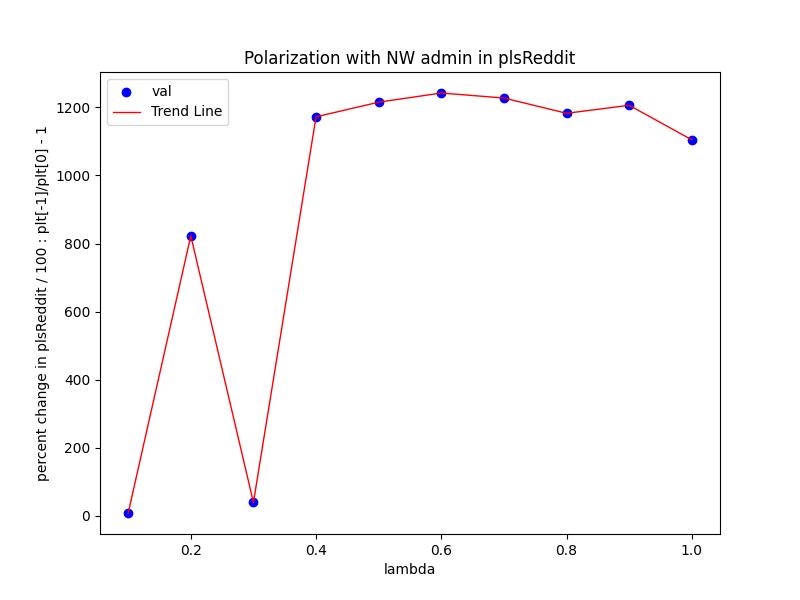 Polarization with NW admin in plsReddit
val
Trend Line
percent change in plsReddit / 100 : plt[-1]/plt[0] - 1
1200
1000
800
600
400
200
0
0.2 0.4 0.6 0.8 1.0
lambda